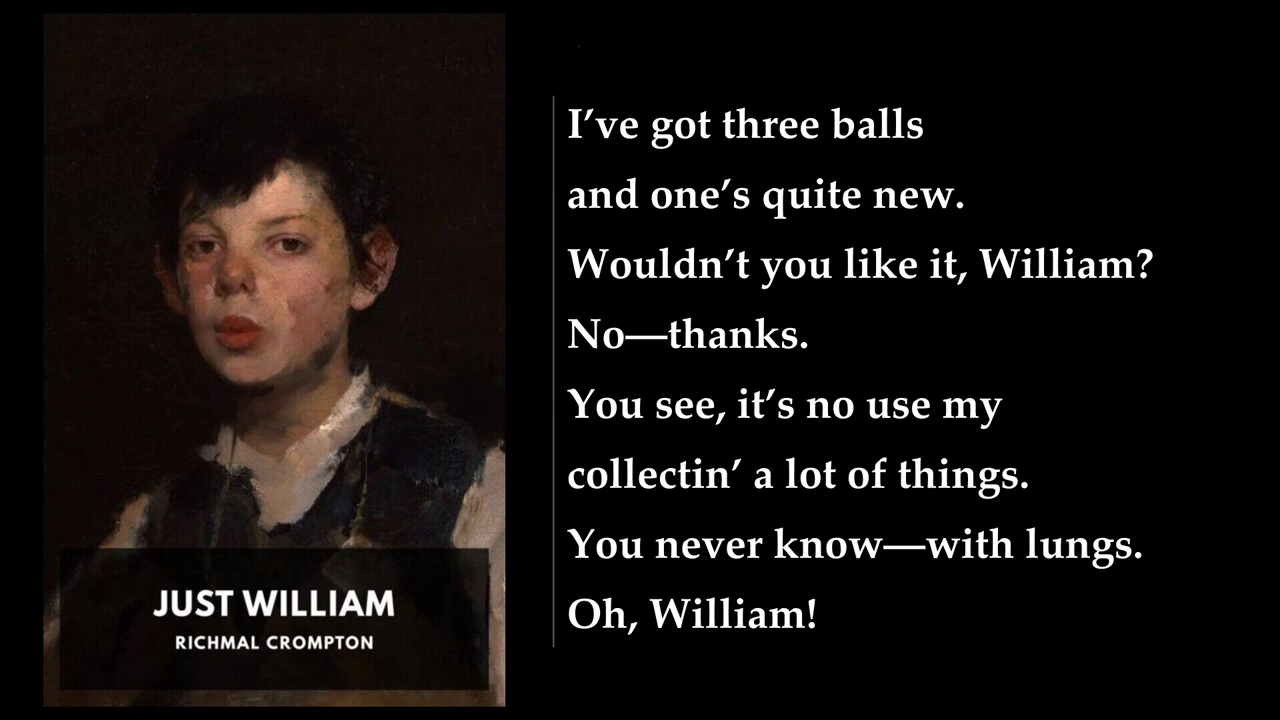 JUST WILLIAM
RICHMAL CROMPTON
I’ve got three balls
and one’s quite new.
Wouldn’t you like it, William?
No—thanks.
You see, it’s no use my
collectin’ a lot of things.
You never know—with lungs.
Oh, William!